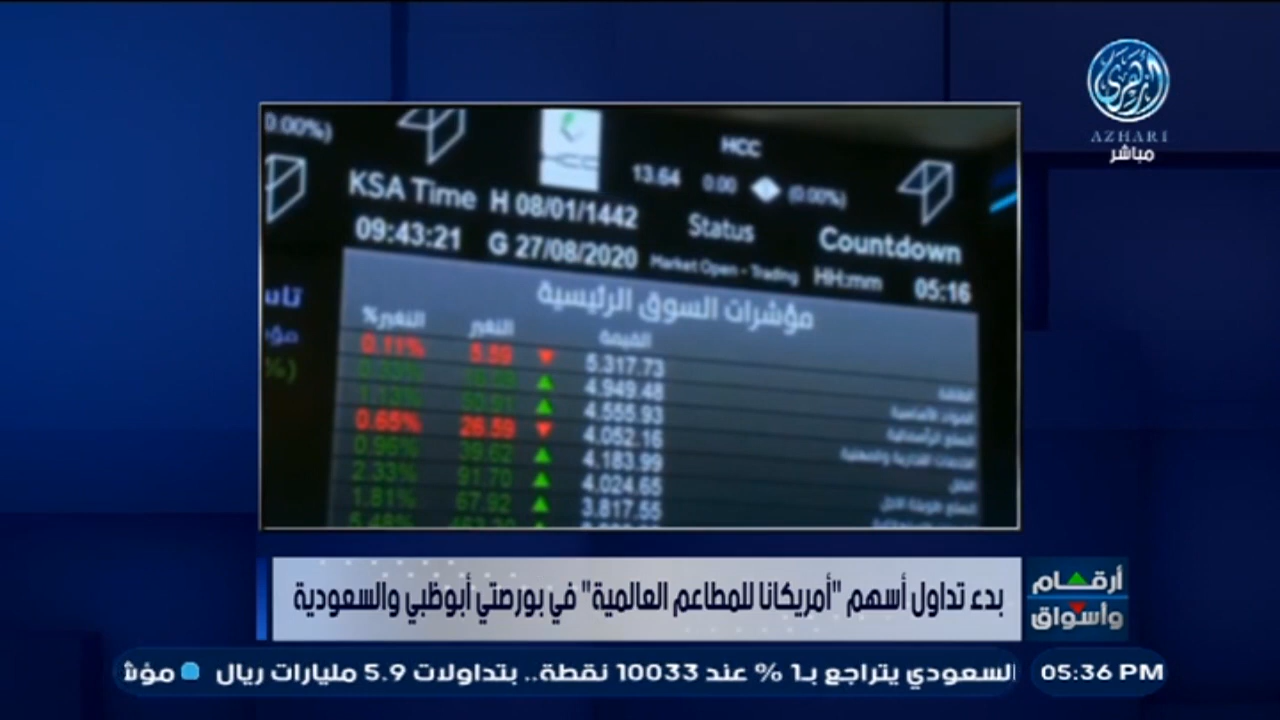 AZHARI
مباشر
0.00%)
HCC
13.64 0.00 (0.00%)
KSA Time H 08/01/1442 Status Countdown
09:43:21 G 27/08/2020 Market Open - Trading HH:mm 05:16
مؤشرات السوق الرئيسية
القيمة التغير التغير%
5.317.73 5.59 0.11%
4.949.48
4.555.93 1.13%
4.052.16 26.59 0.65%
4.183.99 39.62 0.96%
4.024.65 91.70 2.33%
3.817.55 67.92 1.81%
أرقام وأسواق
بدء تداول أسهم "أمريكانا للمطاعم العالمية" في بورصتي أبوظبي والسعودية
05:36 PM
السعودي يتراجع بـ1 % عند 10033 نقطة.. بتداولات 5.9 مليارات ريال